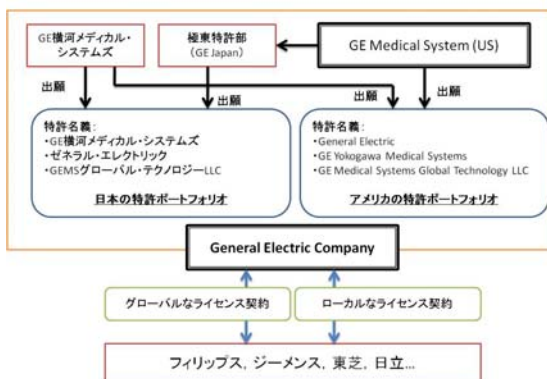 GE横河メディカル・
システムズ
極東特許部
（GE Japan）
GE Medical System (US)
出願
出願
出願
出願
特許名義：
・GE横河メディカル・システムズ
・ゼネラル・エレクトリック
・GEMSグローバル・テクノロジーLLC
日本の特許ポートフォリオ
特許名義：
・General Electric
・GE Yokogawa Medical Systems
・GE Medical Systems Global Technology LLC
アメリカの特許ポートフォリオ
General Electric Company
グローバルなライセンス契約
ローカルなライセンス契約
フィリップス, ジーメンス, 東芝, 日立...